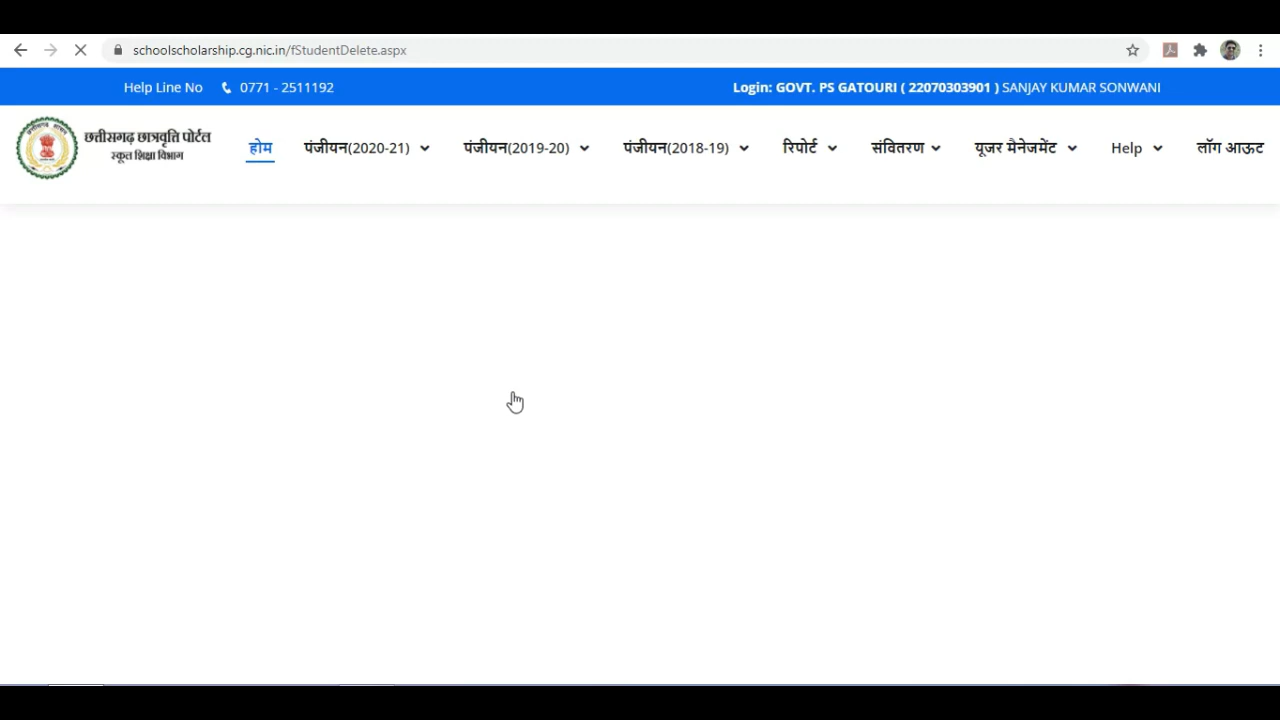 schoolscholarship.cg.nic.in/fStudentDelete.aspx
Help Line No 0771 - 2511192 Login: GOVT. PS GATOURI ( 22070303901 ) SANJAY KUMAR SONWANI
छत्तीसगढ़ छात्रवृत्ति पोर्टल
स्कूल शिक्षा विभाग
होम पंजीयन(2020-21) पंजीयन(2019-20) पंजीयन(2018-19) रिपोर्ट संवितरण यूजर मैनेजमेंट Help लॉग आऊट